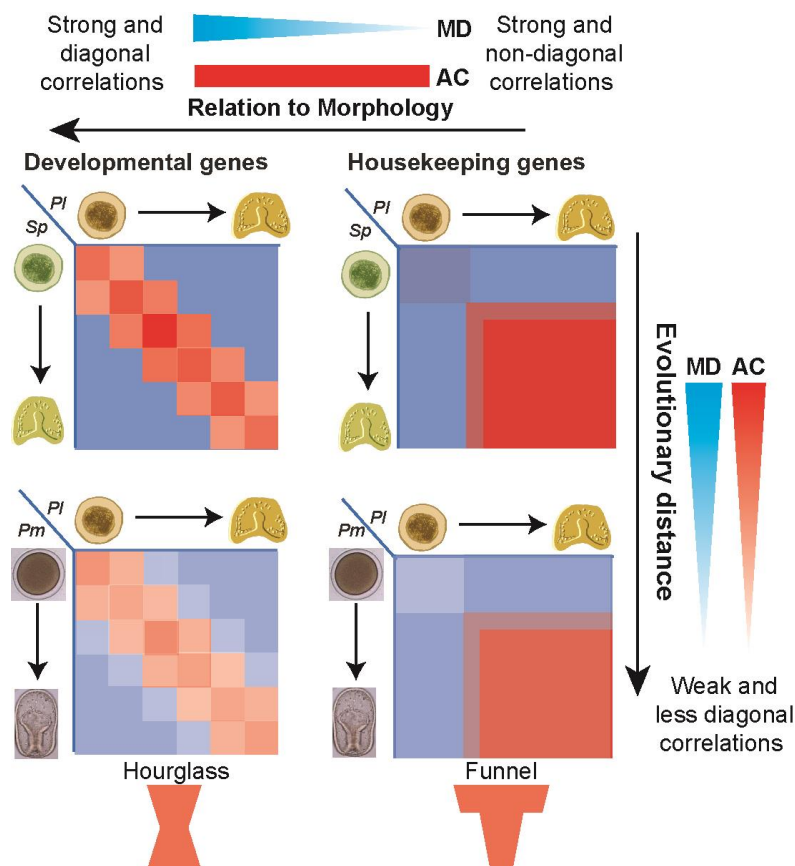 Strong and
diagonal
correlations
MD
AC
Strong and
non-diagonal
correlations
Relation to Morphology
Developmental genes
Housekeeping genes
Pl
Sp
Pl
Sp
Evolutionary distance
MD AC
Pl
Pm
Pl
Pm
Weak and
less diagonal
correlations
Hourglass
Funnel